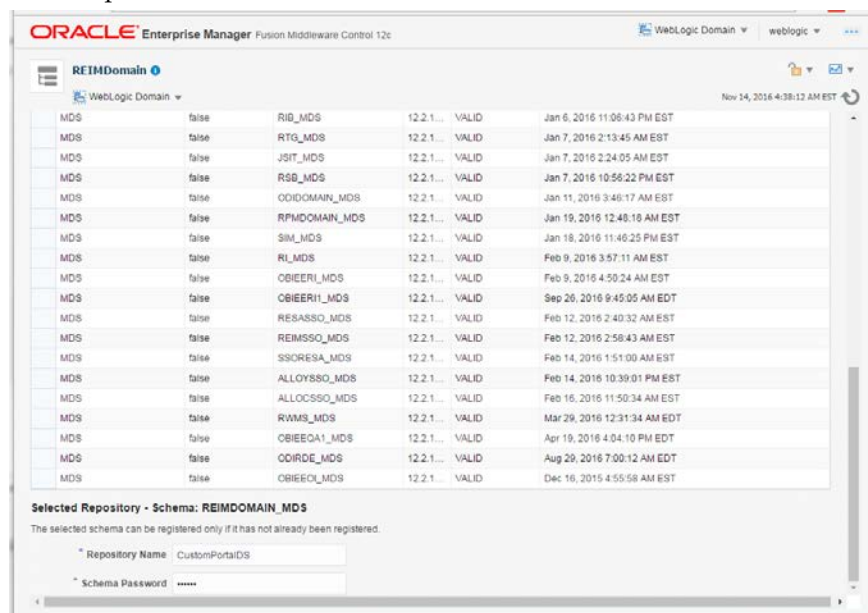 ORACLE Enterprise Manager Fusion Middleware Control 12c WebLogic Domain weblogic
REIMDomain
WebLogic Domain Nov 14, 2016 4:38:12 AM EST
MDS false RIB_MDS 12.2.1... VALID Jan 6, 2016 11:06:43 PM EST
MDS false RTG_MDS 12.2.1... VALID Jan 7, 2016 2:13:45 AM EST
MDS false JSIT_MDS 12.2.1... VALID Jan 7, 2016 2:24:05 AM EST
MDS false RSB_MDS 12.2.1... VALID Jan 7, 2016 10:56:22 PM EST
MDS false ODIDOMAIN_MDS 12.2.1... VALID Jan 11, 2016 3:46:17 AM EST
MDS false RPMDOMAIN_MDS 12.2.1... VALID Jan 19, 2016 12:48:16 AM EST
MDS false SIM_MDS 12.2.1... VALID Jan 18, 2016 11:46:25 PM EST
MDS false RI_MDS 12.2.1... VALID Feb 9, 2016 3:57:11 AM EST
MDS false OBIEERI_MDS 12.2.1... VALID Feb 9, 2016 4:50:24 AM EST
MDS false OBIEERI1_MDS 12.2.1... VALID Sep 26, 2016 9:45:05 AM EDT
MDS false RESASSO_MDS 12.2.1... VALID Feb 12, 2016 2:40:32 AM EST
MDS false REIMSSO_MDS 12.2.1... VALID Feb 12, 2016 2:58:43 AM EST
MDS false SSORESA_MDS 12.2.1... VALID Feb 14, 2016 1:51:00 AM EST
MDS false ALLOYSSO_MDS 12.2.1... VALID Feb 14, 2016 10:39:01 PM EST
MDS false ALLOCSSO_MDS 12.2.1... VALID Feb 16, 2016 11:50:34 AM EST
MDS false RWMS_MDS 12.2.1... VALID Mar 29, 2016 12:31:34 AM EDT
MDS false OBIEEQA1_MDS 12.2.1... VALID Apr 19, 2016 4:04:10 PM EDT
MDS false ODIRDE_MDS 12.2.1... VALID Aug 29, 2016 7:00:12 AM EDT
MDS false OBIEEOI_MDS 12.2.1... VALID Dec 16, 2015 4:55:58 AM EST
Selected Repository - Schema: REIMDOMAIN_MDS
The selected schema can be registered only if it has not already been registered.
* Repository Name CustomPortalDS
* Schema Password ••••••